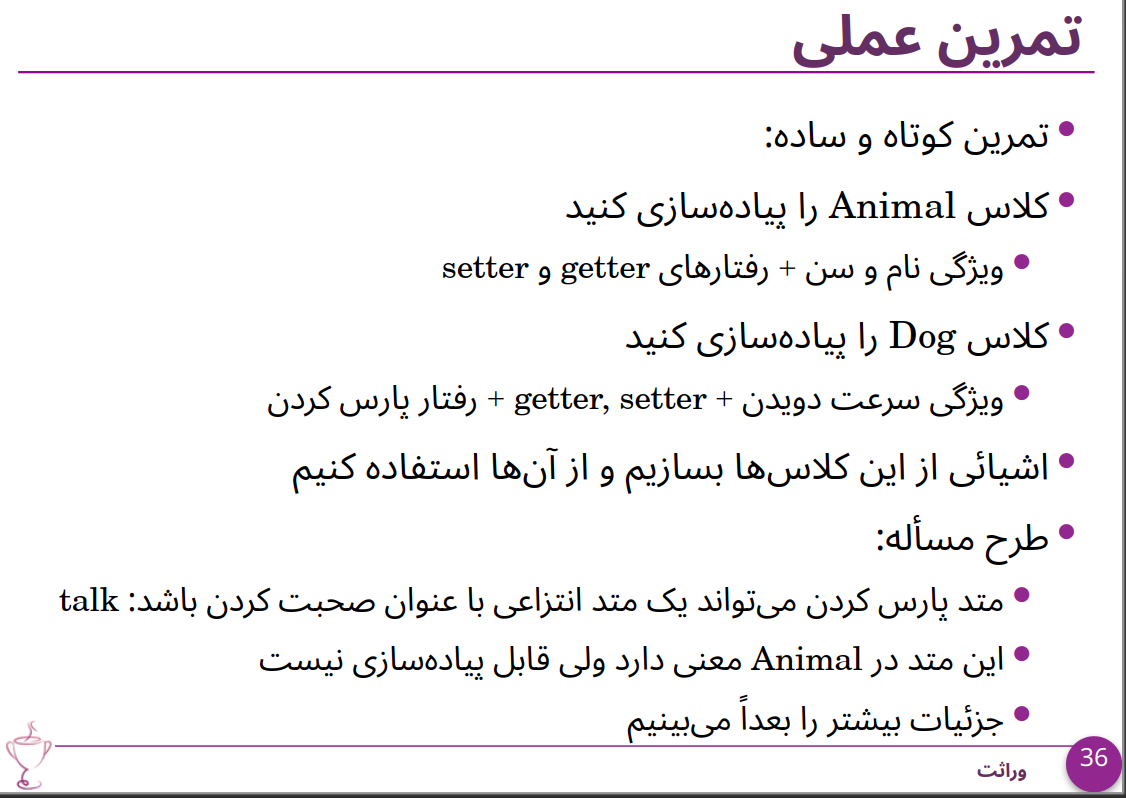 تمرین عملی
تمرین کوتاه و ساده:
کلاس Animal را پیاده‌سازی کنید
ویژگی نام و سن + رفتارهای getter و setter
کلاس Dog را پیاده‌سازی کنید
ویژگی سرعت دویدن + getter, setter + رفتار پارس کردن
اشیائی از این کلاس‌ها بسازیم و از آن‌ها استفاده کنیم
طرح مسأله:
متد پارس کردن می‌تواند یک متد انتزاعی با عنوان صحبت کردن باشد: talk
این متد در Animal معنی دارد ولی قابل پیاده‌سازی نیست
جزئیات بیشتر را بعداً می‌بینیم
وراثت
36